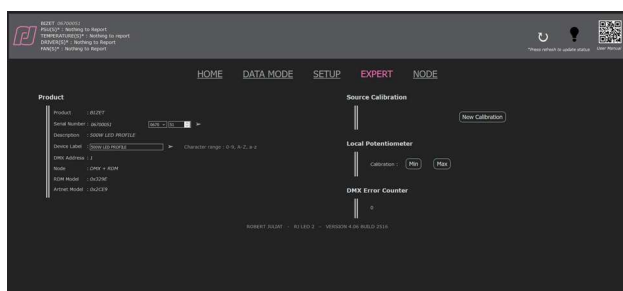 BIZET 06700051
PSU(S)* : Nothing to Report
TEMPERATURE(S)* : Nothing to report
DRIVER(S)* : Nothing to Report
FAN(S)* : Nothing to Report
*Press refresh to update status
User Manual
HOME DATA MODE SETUP EXPERT NODE
Product
Product : BIZET
Serial Number : 06700051 0670 01
Description : 500W LED PROFILE
Device Label : 500W LED PROFILE Character range : 0-9, A-Z, a-z
DMX Address : 1
Node : DMX + RDM
RDM Model : 0x329E
Artnet Model : 0x2CE9
Source Calibration
New Calibration
Local Potentiometer
Calibration : Min Max
DMX Error Counter
0
ROBERT JULIAT - RJ LED 2 - VERSION 4.06 BUILD 2516